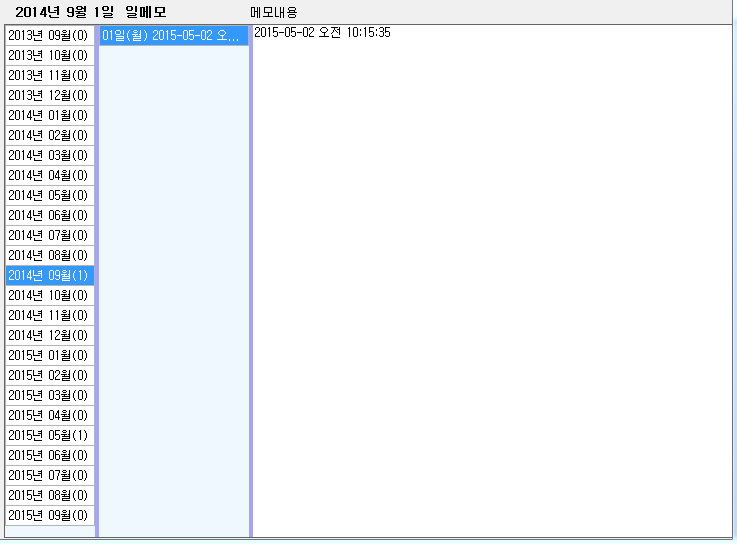 2014년 9월 1일 일메모
메모내용
2013년 09월(0)
2013년 10월(0)
2013년 11월(0)
2013년 12월(0)
2014년 01월(0)
2014년 02월(0)
2014년 03월(0)
2014년 04월(0)
2014년 05월(0)
2014년 06월(0)
2014년 07월(0)
2014년 08월(0)
2014년 09월(1)
2014년 10월(0)
2014년 11월(0)
2014년 12월(0)
2015년 01월(0)
2015년 02월(0)
2015년 03월(0)
2015년 04월(0)
2015년 05월(1)
2015년 06월(0)
2015년 07월(0)
2015년 08월(0)
2015년 09월(0)
01일(월) 2015-05-02 오...
2015-05-02 오전 10:15:35